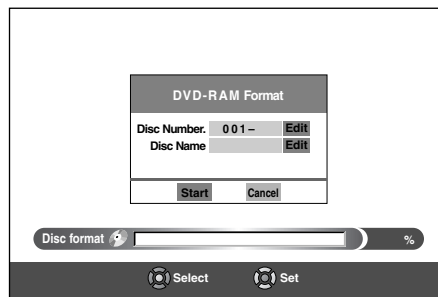 DVD-RAM Format
Disc Number. 001– Edit
Disc Name Edit
Start Cancel
Disc format %
Select Set